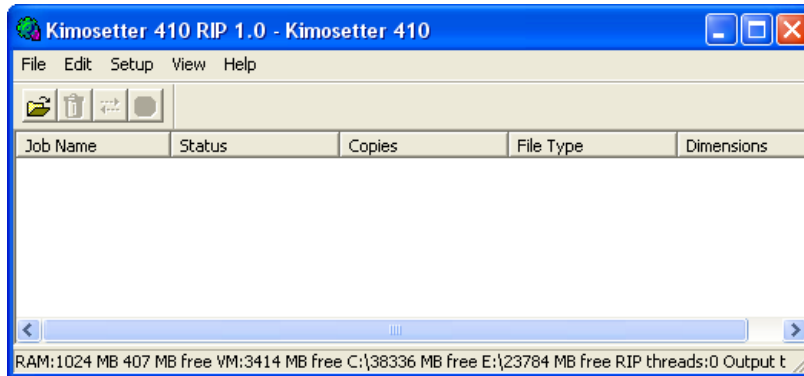 Kimosetter 410 RIP 1.0 - Kimosetter 410
File Edit Setup View Help
Job Name Status Copies File Type Dimensions
RAM:1024 MB 407 MB free VM:3414 MB free C:\38336 MB free E:\23784 MB free RIP threads:0 Output t